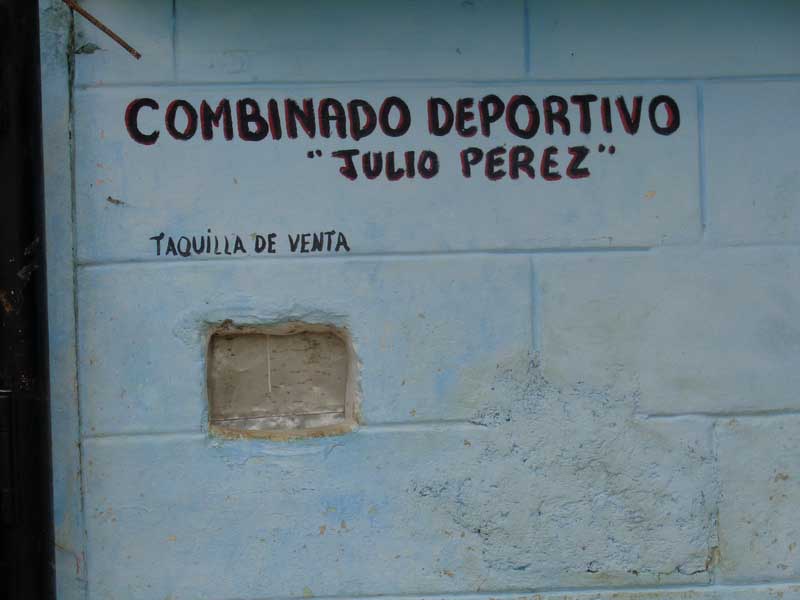 COMBINADO DEPORTIVO
"JULIO PEREZ"
TAQUILLA DE VENTA